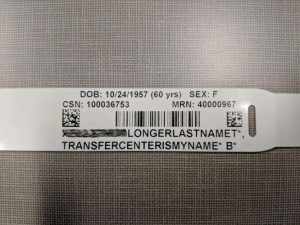 DOB: 10/24/1957 (60 yrs) SEX: F
CSN: 100036753 MRN: 40000967
LONGERLASTNAMET*,
TRANSFERCENTERISMYNAME* B*